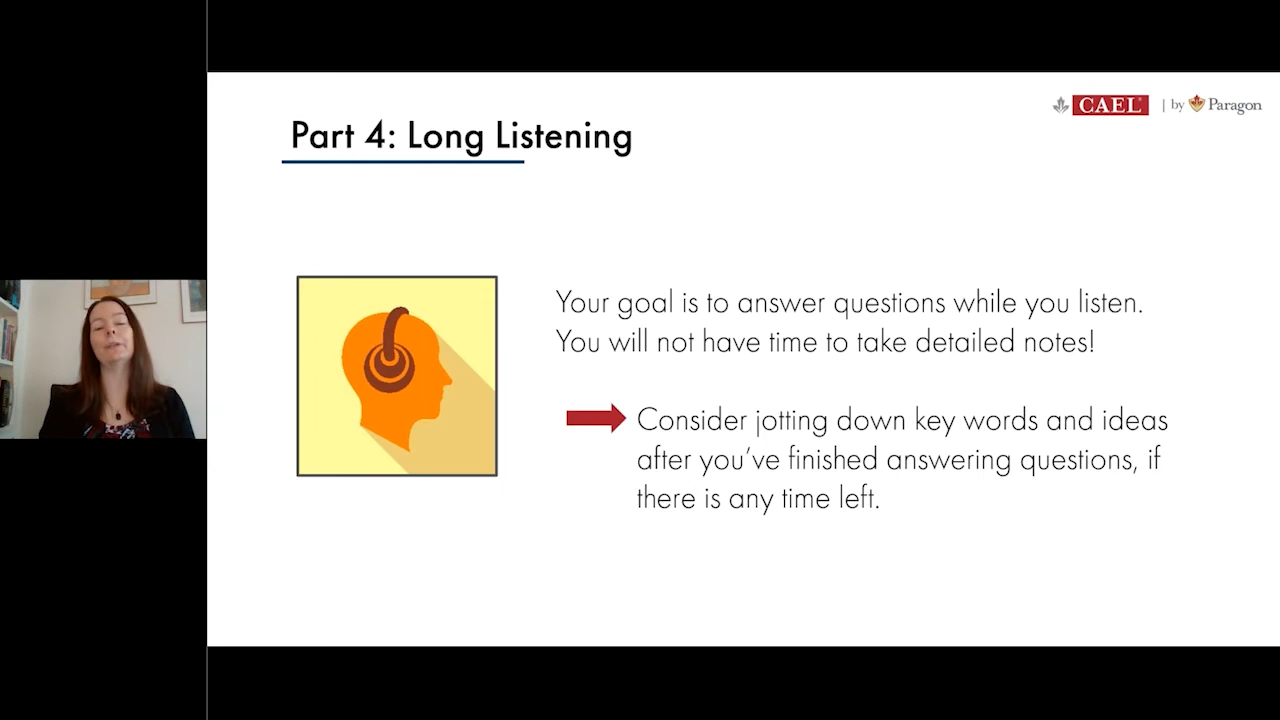 CAEL | by Paragon
Part 4: Long Listening
Your goal is to answer questions while you listen.
You will not have time to take detailed notes!
Consider jotting down key words and ideas
after you've finished answering questions, if
there is any time left.